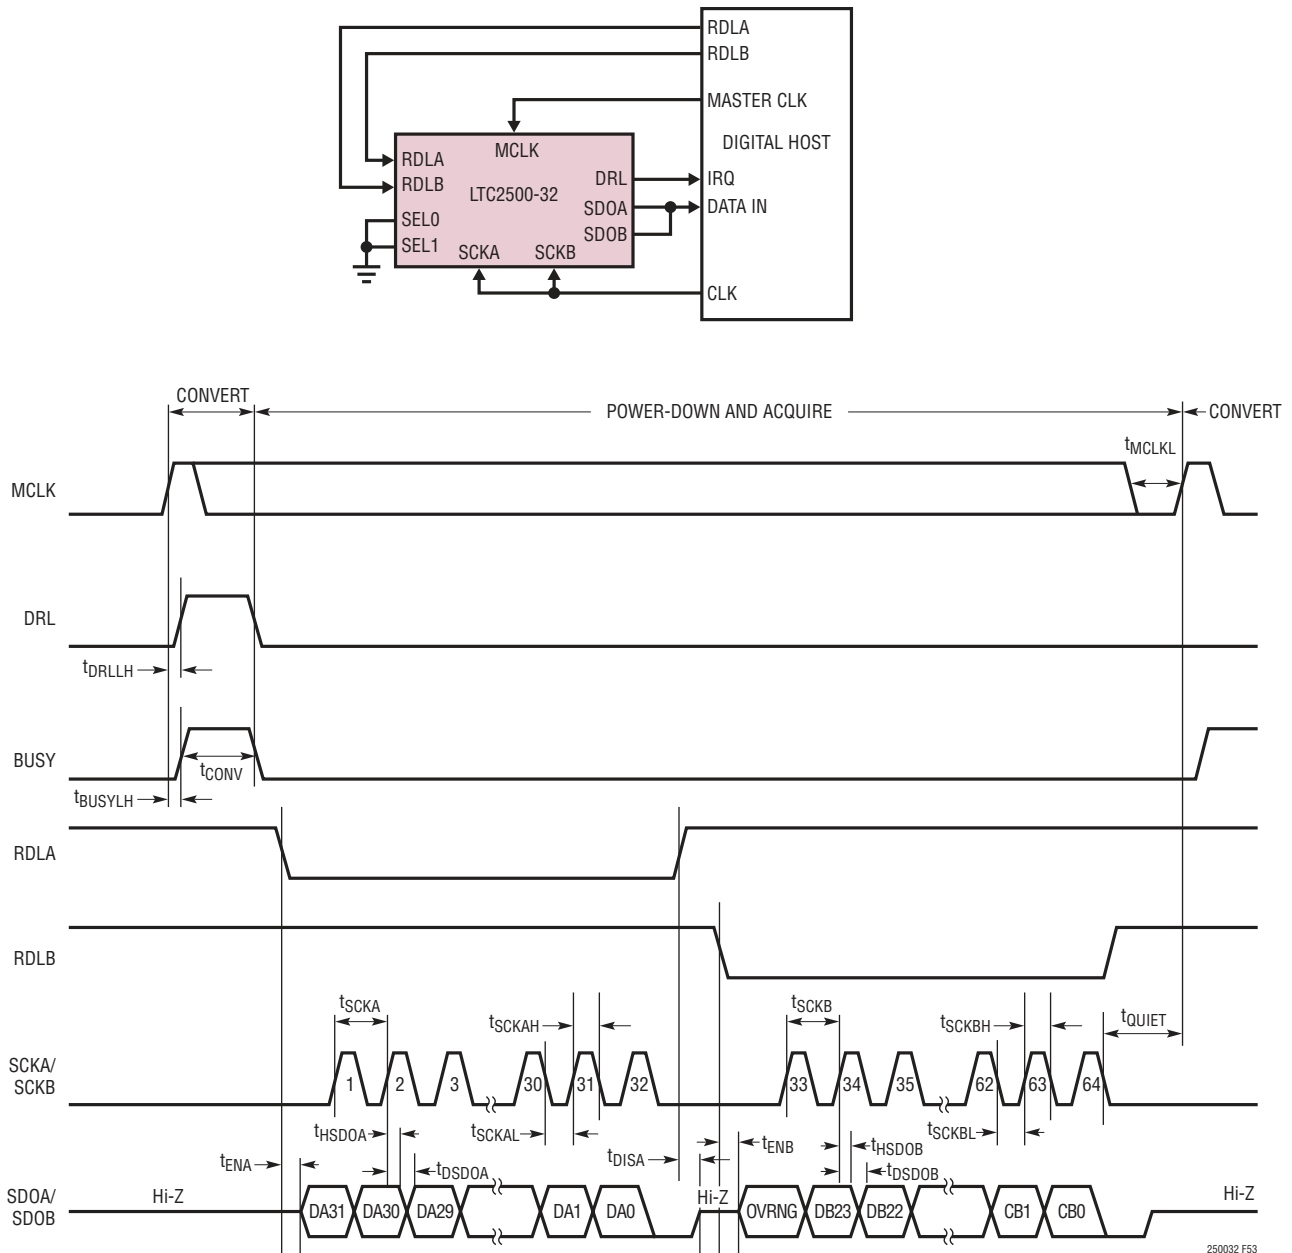 RDLA
RDLB
MASTER CLK
DIGITAL HOST
IRQ
DATA IN
CLK
MCLK
RDLA
RDLB
LTC2500-32
DRL
SDOA
SDOB
SEL0
SEL1
SCKA SCKB
CONVERT
POWER-DOWN AND ACQUIRE
CONVERT
tMCLKL
MCLK
DRL
tDRLLH
BUSY
tCONV
tBUSYLH
RDLA
RDLB
tSCKA
tSCKAH
tSCKB
tSCKBH
tQUIET
SCKA/
SCKB
1 2 3 30 31 32 33 34 35 62 63 64
tHSDOA
tSCKAL
tSCKBL
tENA
tDSDOA
tDISA
tENB
tHSDOB
tDSDOB
SDOA/
SDOB
Hi-Z DA31 DA30 DA29 DA1 DA0 Hi-Z OVRNG DB23 DB22 CB1 CB0 Hi-Z
250032 F53